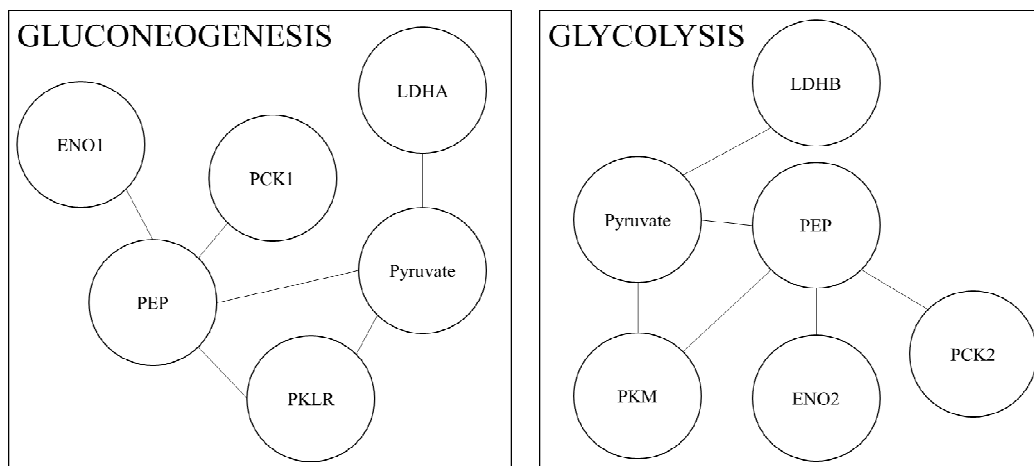 GLUCONEOGENESIS
LDHA
ENO1
PCK1
Pyruvate
PEP
PKLR
GLYCOLYSIS
LDHB
Pyruvate
PEP
PCK2
PKM
ENO2